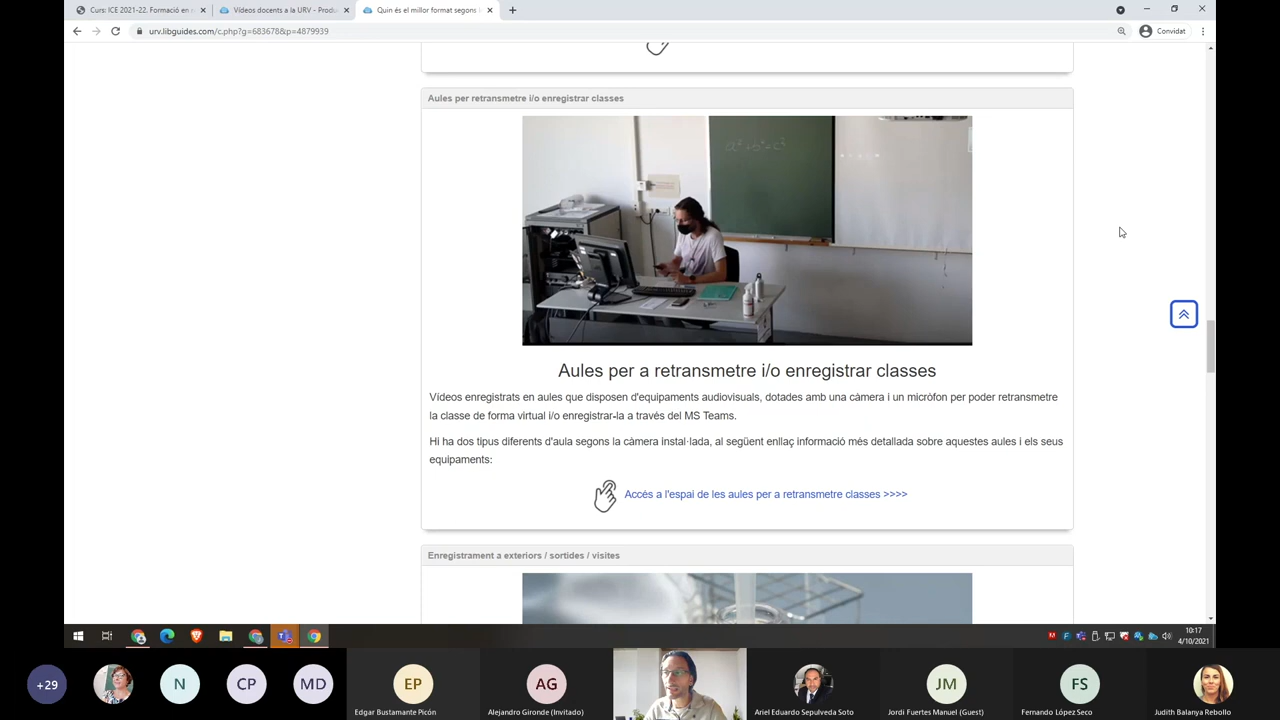 Curs: ICE 2021-22. Formació en
Vídeos docents a la URV - Produ
Quin és el millor format segons
urv.libguides.com/c.php?g=683678&p=4879939
Convidat
Aules per retransmetre i/o enregistrar classes
Aules per a retransmetre i/o enregistrar classes
Vídeos enregistrats en aules que disposen d'equipaments audiovisuals, dotades amb una càmera i un micròfon per poder retransmetre
la classe de forma virtual i/o enregistrar-la a través del MS Teams.
Hi ha dos tipus diferents d'aula segons la càmera instal·lada, al següent enllaç informació més detallada sobre aquestes aules i els seus
equipaments:
Accés a l'espai de les aules per a retransmetre classes >>>>
Enregistrament a exteriors / sortides / visites
10:17
4/10/2021
+29
N
CP
MD
EP
AG
JM
FS
Edgar Bustamante Picón
Alejandro Gironde (Invitado)
Ariel Eduardo Sepulveda Soto
Jordi Fuertes Manuel (Guest)
Fernando López Seco
Judith Balanya Rebollo